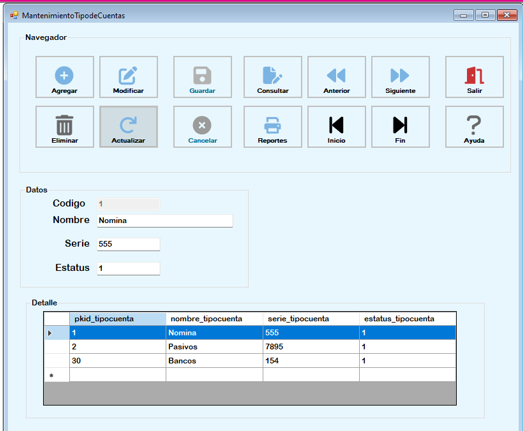 MantenimientoTipodeCuentas
Navegador
Agregar Modificar Guardar Consultar Anterior Siguiente Salir
Eliminar Actualizar Cancelar Reportes Inicio Fin Ayuda
Datos
Codigo 1
Nombre Nomina
Serie 555
Estatus 1
Detalle
pkid_tipocuenta nombre_tipocuenta serie_tipocuenta estatus_tipocuenta
1 Nomina 555 1
2 Pasivos 7895 1
30 Bancos 154 1
*